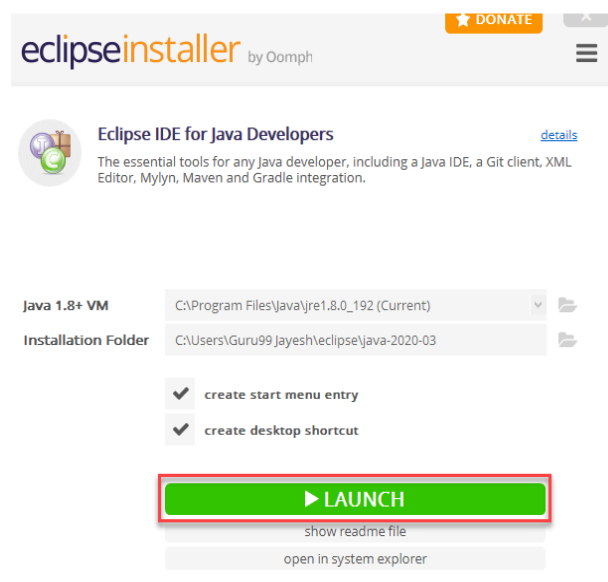 ★ DONATE
eclipseinstaller by Oomph
Eclipse IDE for Java Developers details
The essential tools for any Java developer, including a Java IDE, a Git client, XML
Editor, Mylyn, Maven and Gradle integration.
Java 1.8+ VM C:\Program Files\Java\jre1.8.0_192 (Current)
Installation Folder C:\Users\Guru99 Jayesh\eclipse\java-2020-03
create start menu entry
create desktop shortcut
LAUNCH
show readme file
open in system explorer